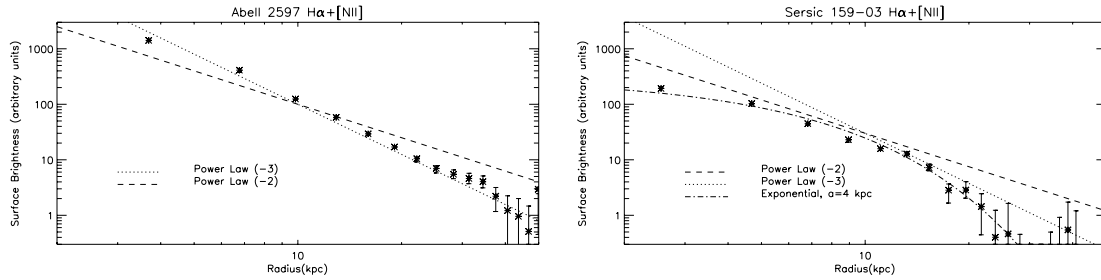 Abell 2597 Hα+[NII]
Surface Brightness (arbitrary units)
1000
100
10
1
Power Law (-3)
Power Law (-2)
10
Radius(kpc)
Sersic 159-03 Hα+[NII]
Surface Brightness (arbitrary units)
1000
100
10
1
Power Law (-2)
Power Law (-3)
Exponential, a=4 kpc
10
Radius(kpc)